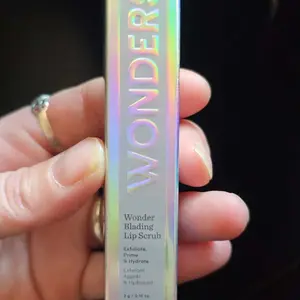 WONDERS
Wonder
Blading
Lip Scrub
Exfoliate,
Prime
& Hydrate